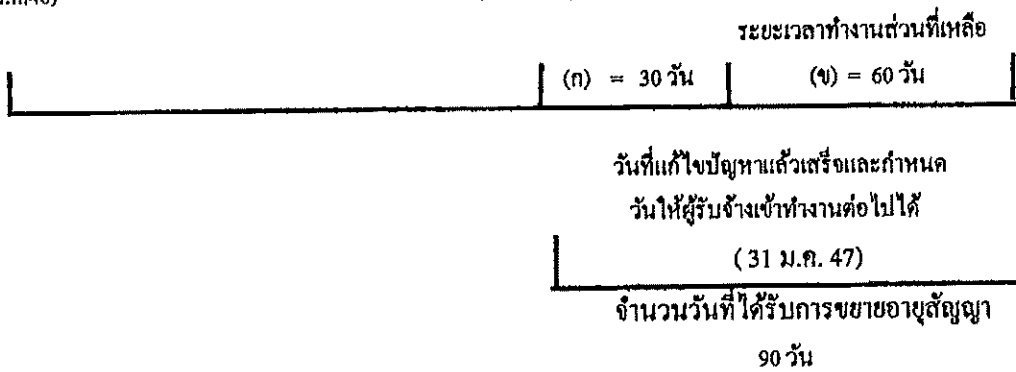 ระยะเวลาทำงานส่วนที่เหลือ
(ก) = 30 วัน (ข) = 60 วัน
วันที่แก้ไขปัญหาแล้วเสร็จและกำหนด
วันให้ผู้รับจ้างเข้าทำงานต่อไปได้
( 31 ม.ค. 47)
จำนวนวันที่ได้รับการขยายอายุสัญญา
90 วัน